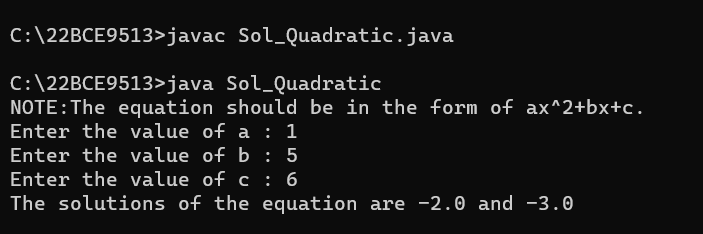 C:\22BCE9513>javac Sol_Quadratic.java
C:\22BCE9513>java Sol_Quadratic
NOTE:The equation should be in the form of ax^2+bx+c.
Enter the value of a : 1
Enter the value of b : 5
Enter the value of c : 6
The solutions of the equation are -2.0 and -3.0